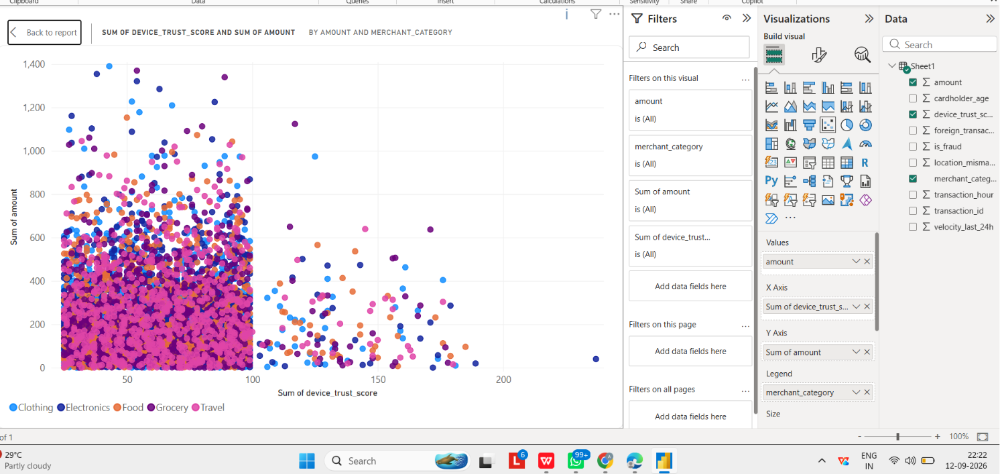 Clipboard
Data
Queries
Insert
Calculations
Sensitivity
Share
Copilot
Back to report
SUM OF DEVICE_TRUST_SCORE AND SUM OF AMOUNT
BY AMOUNT AND MERCHANT_CATEGORY
1,400
1,200
1,000
800
600
400
200
0
Sum of amount
50
100
150
200
Sum of device_trust_score
Clothing
Electronics
Food
Grocery
Travel
Filters
Search
Filters on this visual
amount
is (All)
merchant_category
is (All)
Sum of amount
is (All)
Sum of device_trust...
is (All)
Add data fields here
Filters on this page
Add data fields here
Filters on all pages
Add data fields here
Visualizations
Build visual
123
R
Py
Values
amount
X Axis
Sum of device_trust_s...
Y Axis
Sum of amount
Legend
merchant_category
Size
Data
Search
Sheet1
amount
cardholder_age
device_trust_sc...
foreign_transac...
is_fraud
location_misma...
merchant_categ...
transaction_hour
transaction_id
velocity_last_24h
of 1
- + 100%
29°C
Partly cloudy
Search
L
6
W
99+
ENG
IN
22:22
12-09-2026